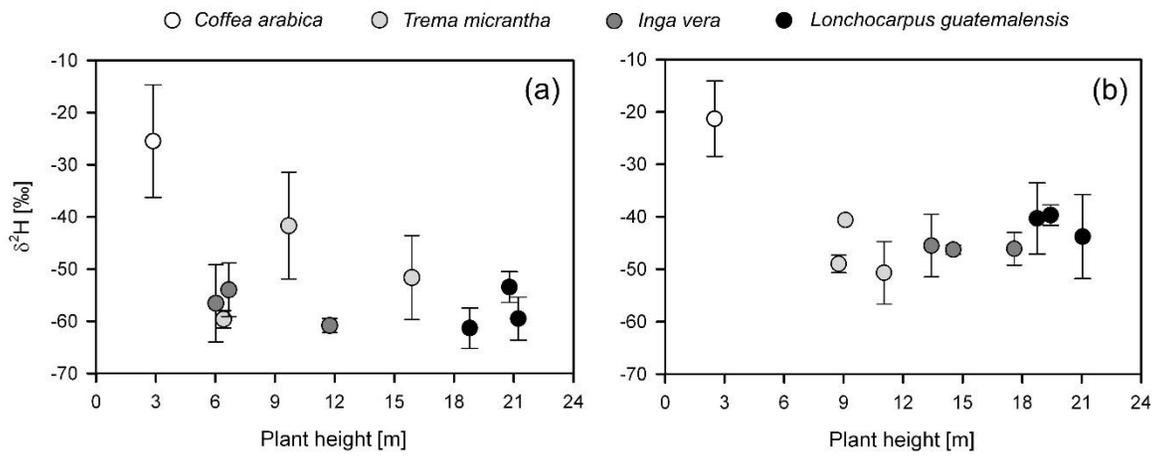 Coffea arabica Trema micrantha Inga vera Lonchocarpus guatemalensis
(a)
δ²H [‰]
-10
-20
-30
-40
-50
-60
-70
0 3 6 9 12 15 18 21 24
Plant height [m]
(b)
-10
-20
-30
-40
-50
-60
-70
0 3 6 9 12 15 18 21 24
Plant height [m]